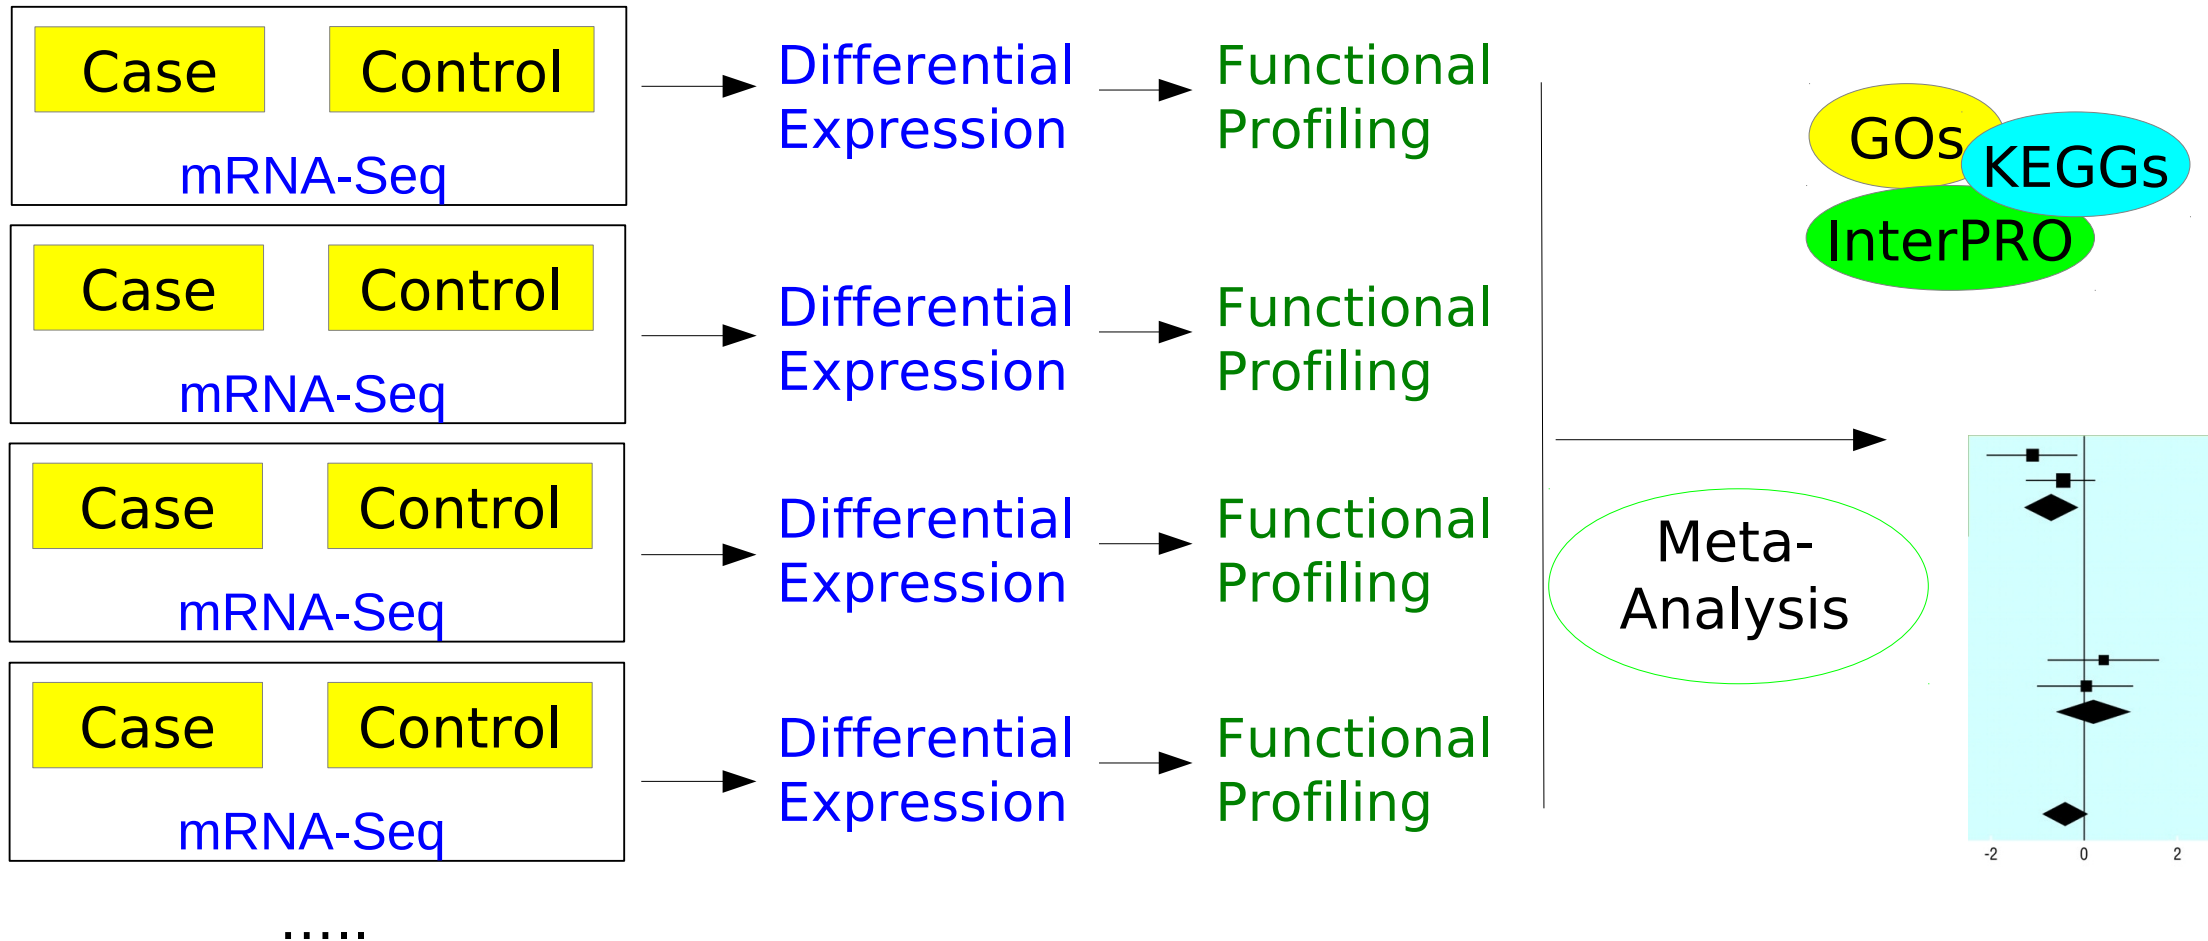 Case Control
mRNA-Seq
Differential
Expression
Functional
Profiling
Case Control
mRNA-Seq
Differential
Expression
Functional
Profiling
Case Control
mRNA-Seq
Differential
Expression
Functional
Profiling
Case Control
mRNA-Seq
Differential
Expression
Functional
Profiling
.....
GOs
KEGGs
InterPRO
Meta-
Analysis
-2 0 2